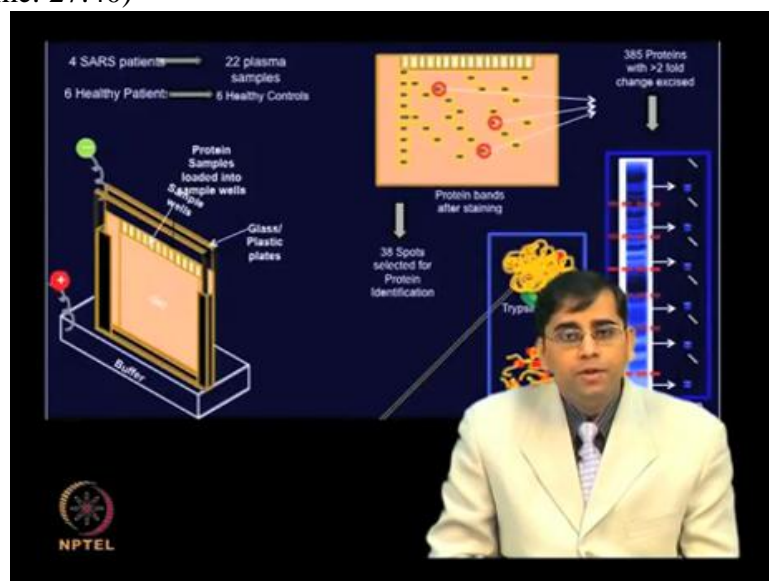 4 SARS patients
22 plasma
samples
6 Healthy Patient:
6 Healthy Controls
385 Proteins
with >2 fold
change excised
Protein
Samples
loaded into
sample wells
Sample
wells
Glass/
Plastic
plates
Protein bands
after staining
38 Spots
selected for
Protein
Identification
Trypsi
Buffer
NPTEL